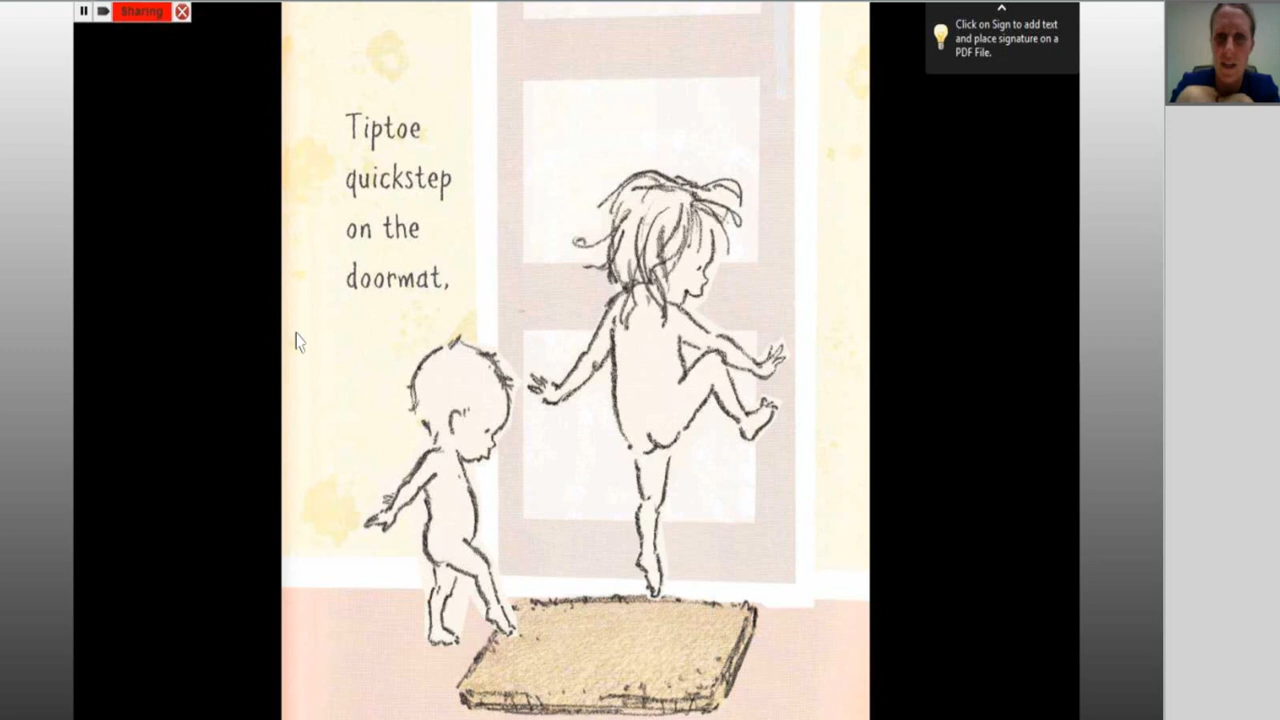 Sharing
Click on Sign to add text
and place signature on a
PDF File.
Tiptoe
quickstep
on the
doormat,